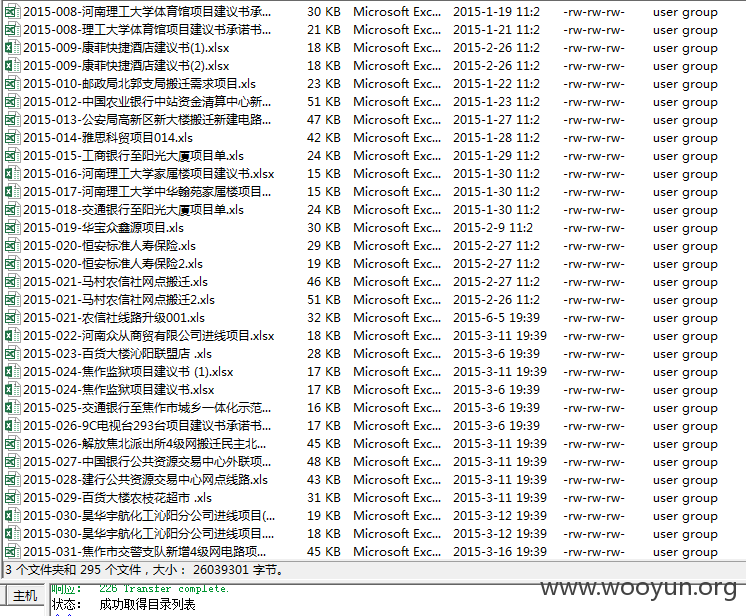 2015-008-河南理工大学体育馆项目建议书承... 30 KB Microsoft Exc... 2015-1-19 11:2 -rw-rw-rw- user group
2015-008-理工大学体育馆项目建议书承诺书... 21 KB Microsoft Exc... 2015-1-21 11:2 -rw-rw-rw- user group
2015-009-康菲快捷酒店建议书(1).xlsx 18 KB Microsoft Exc... 2015-2-26 11:2 -rw-rw-rw- user group
2015-009-康菲快捷酒店建议书(2).xlsx 18 KB Microsoft Exc... 2015-2-26 11:2 -rw-rw-rw- user group
2015-010-邮政局北郭支局搬迁需求项目.xls 23 KB Microsoft Exc... 2015-1-22 11:2 -rw-rw-rw- user group
2015-012-中国农业银行中站资金清算中心新... 51 KB Microsoft Exc... 2015-1-23 11:2 -rw-rw-rw- user group
2015-013-公安局高新区新大楼搬迁新建电路... 47 KB Microsoft Exc... 2015-1-27 11:2 -rw-rw-rw- user group
2015-014-雅思科贸项目014.xls 42 KB Microsoft Exc... 2015-1-28 11:2 -rw-rw-rw- user group
2015-015-工商银行至阳光大厦项目单.xls 24 KB Microsoft Exc... 2015-1-29 11:2 -rw-rw-rw- user group
2015-016-河南理工大学家属楼项目建议书.xlsx 15 KB Microsoft Exc... 2015-1-30 11:2 -rw-rw-rw- user group
2015-017-河南理工大学中华翰苑家属楼项目... 15 KB Microsoft Exc... 2015-1-30 11:2 -rw-rw-rw- user group
2015-018-交通银行至阳光大厦项目单.xls 24 KB Microsoft Exc... 2015-1-30 11:2 -rw-rw-rw- user group
2015-019-华宝众鑫源项目.xls 30 KB Microsoft Exc... 2015-2-9 11:2 -rw-rw-rw- user group
2015-020-恒安标准人寿保险.xls 29 KB Microsoft Exc... 2015-2-27 11:2 -rw-rw-rw- user group
2015-020-恒安标准人寿保险2.xls 19 KB Microsoft Exc... 2015-2-27 11:2 -rw-rw-rw- user group
2015-021-马村农信社网点搬迁.xls 46 KB Microsoft Exc... 2015-2-27 11:2 -rw-rw-rw- user group
2015-021-马村农信社网点搬迁2.xls 51 KB Microsoft Exc... 2015-2-26 11:2 -rw-rw-rw- user group
2015-021-农信社线路升级001.xls 32 KB Microsoft Exc... 2015-6-5 19:39 -rw-rw-rw- user group
2015-022-河南众从商贸有限公司进线项目.xlsx 18 KB Microsoft Exc... 2015-3-11 19:39 -rw-rw-rw- user group
2015-023-百货大楼沁阳联盟店 .xls 28 KB Microsoft Exc... 2015-3-6 19:39 -rw-rw-rw- user group
2015-024-焦作监狱项目建议书 (1).xlsx 17 KB Microsoft Exc... 2015-3-11 19:39 -rw-rw-rw- user group
2015-024-焦作监狱项目建议书.xlsx 17 KB Microsoft Exc... 2015-3-6 19:39 -rw-rw-rw- user group
2015-025-交通银行至焦作市城乡一体化示范... 16 KB Microsoft Exc... 2015-3-6 19:39 -rw-rw-rw- user group
2015-026-9C电视台293台项目建议书承诺书... 17 KB Microsoft Exc... 2015-3-6 19:39 -rw-rw-rw- user group
2015-026-解放焦北派出所4级网搬迁民主北... 45 KB Microsoft Exc... 2015-3-11 19:39 -rw-rw-rw- user group
2015-027-中国银行公共资源交易中心外联项... 48 KB Microsoft Exc... 2015-3-11 19:39 -rw-rw-rw- user group
2015-028-建行公共资源交易中心网点线路.xls 43 KB Microsoft Exc... 2015-3-11 19:39 -rw-rw-rw- user group
2015-029-百货大楼农枝花超市 .xls 31 KB Microsoft Exc... 2015-3-11 19:39 -rw-rw-rw- user group
2015-030-昊华宇航化工沁阳分公司进线项目(... 19 KB Microsoft Exc... 2015-3-12 19:39 -rw-rw-rw- user group
2015-030-昊华宇航化工沁阳分公司进线项目.... 18 KB Microsoft Exc... 2015-3-12 19:39 -rw-rw-rw- user group
2015-031-焦作市交警支队新增4级网电路项... 45 KB Microsoft Exc... 2015-3-16 19:39 -rw-rw-rw- user group
3 个文件夹和 295 个文件，大小： 26039301 字节。
主机
响应： 226 Transfer complete.
状态： 成功取得目录列表
www.wooyun.org